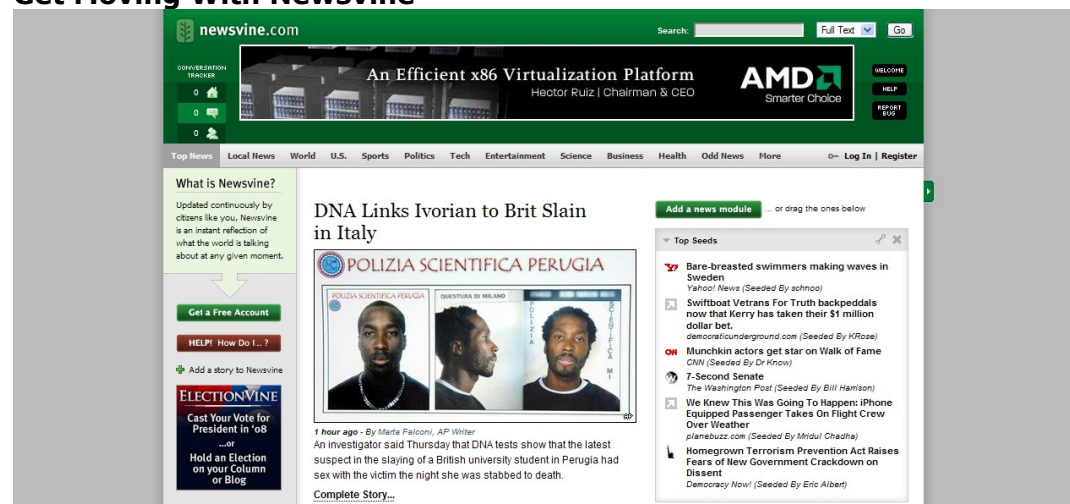 Get Moving With Newsvine
newsvine.com
Search:
Full Text
Go
CONVERSATION
TRACKER
0
0
0
An Efficient x86 Virtualization Platform
Hector Ruiz | Chairman & CEO
AMD
Smarter Choice
WELCOME
HELP
REPORT
BUG
Top News Local News World U.S. Sports Politics Tech Entertainment Science Business Health Odd News More Log In | Register
What is Newsvine?
Updated continuously by
citizens like you, Newsvine
is an instant reflection of
what the world is talking
about at any given moment.
Get a Free Account
HELP! How Do I... ?
Add a story to Newsvine
ELECTIONVINE
Cast Your Vote for
President in '08
...or
Hold an Election
on your Column
or Blog
DNA Links Ivorian to Brit Slain
in Italy
POLIZIA SCIENTIFICA PERUGIA
POLIZIA SCIENTIFICA PERUGIA
QUESTURA DI MILANO
POLIZIA
SCIENTIFICA
MI
1 hour ago - By Marta Falconi, AP Writer
An investigator said Thursday that DNA tests show that the latest
suspect in the slaying of a British university student in Perugia had
sex with the victim the night she was stabbed to death.
Complete Story...
Add a news module ... or drag the ones below
Top Seeds
Bare-breasted swimmers making waves in
Sweden
Yahoo! News (Seeded By schnoo)
Swiftboat Vetrans For Truth backpeddals
now that Kerry has taken their $1 million
dollar bet.
democraticunderground.com (Seeded By KRose)
CNN
Munchkin actors get star on Walk of Fame
CNN (Seeded By Dr Know)
7-Second Senate
The Washington Post (Seeded By Bill Harrison)
We Knew This Was Going To Happen: iPhone
Equipped Passenger Takes On Flight Crew
Over Weather
planebuzz.com (Seeded By Mridul Chadha)
Homegrown Terrorism Prevention Act Raises
Fears of New Government Crackdown on
Dissent
Democracy Now! (Seeded By Eric Albert)